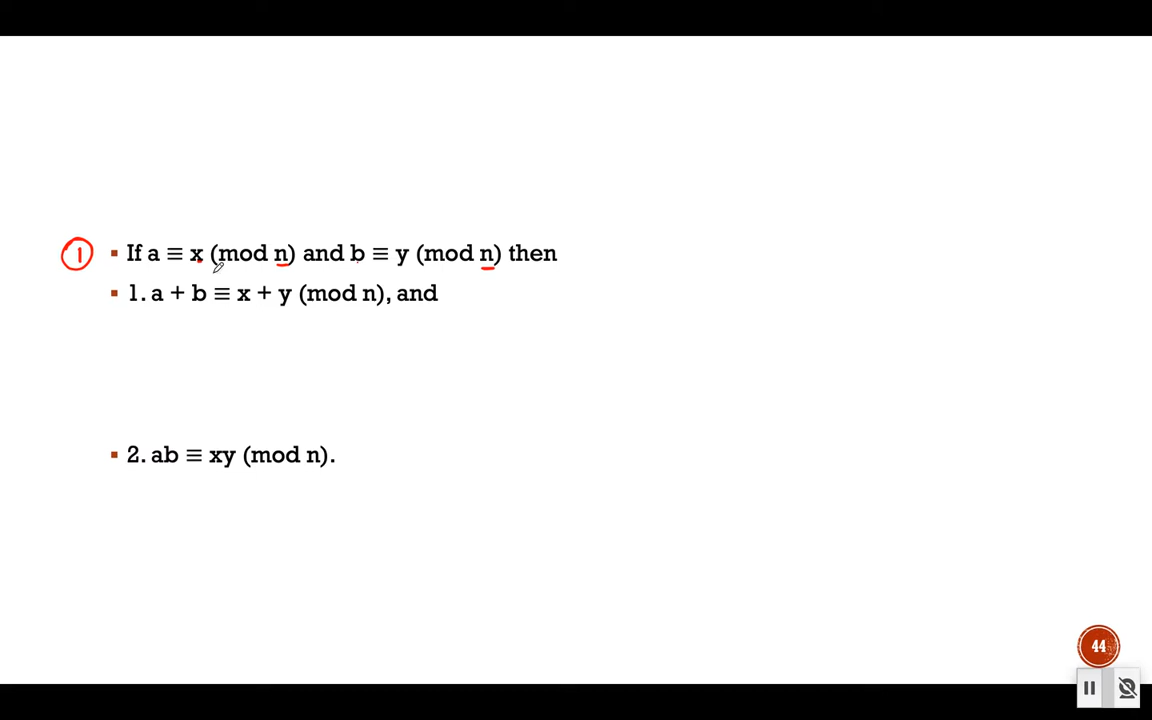 ① ▪ If a ≡ x (mod n) and b ≡ y (mod n) then
▪ 1. a + b ≡ x + y (mod n), and
▪ 2. ab ≡ xy (mod n).
44